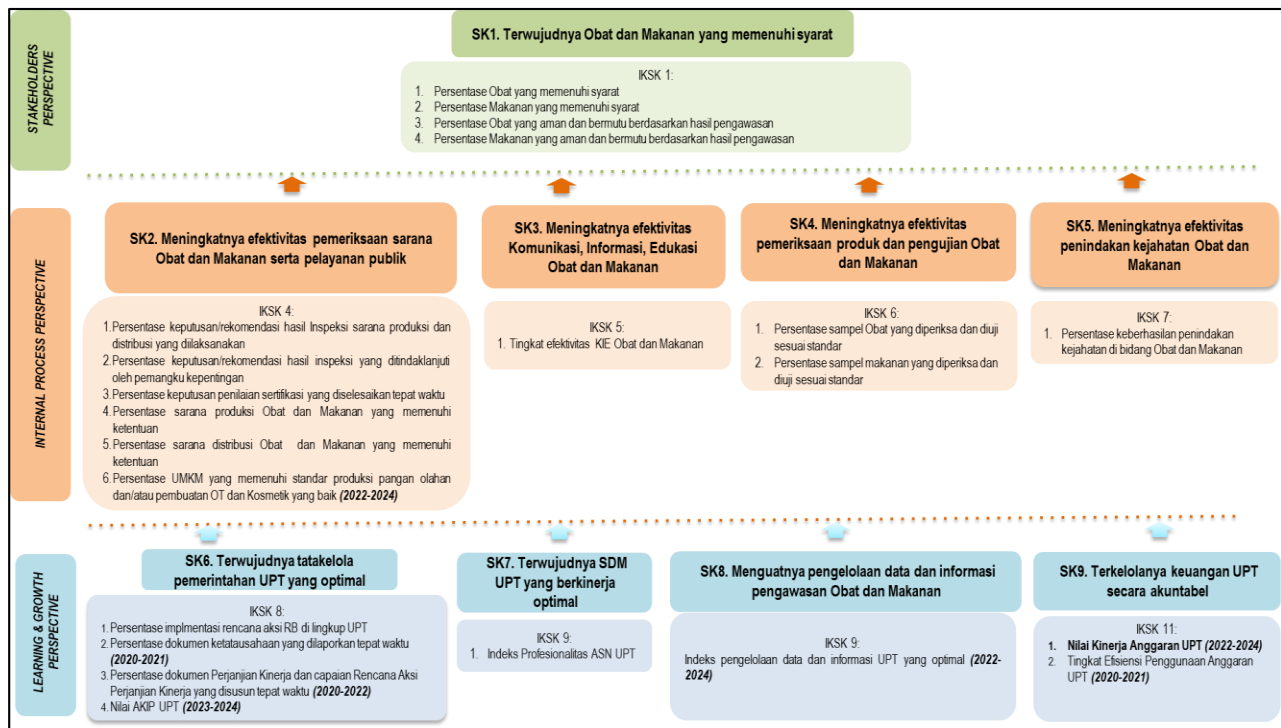 STAKEHOLDERS
PERSPECTIVE
SK1. Terwujudnya Obat dan Makanan yang memenuhi syarat
IKSK 1:
1. Persentase Obat yang memenuhi syarat
2. Persentase Makanan yang memenuhi syarat
3. Persentase Obat yang aman dan bermutu berdasarkan hasil pengawasan
4. Persentase Makanan yang aman dan bermutu berdasarkan hasil pengawasan
INTERNAL PROCESS PERSPECTIVE
SK2. Meningkatnya efektivitas pemeriksaan sarana
Obat dan Makanan serta pelayanan publik
IKSK 4:
1. Persentase keputusan/rekomendasi hasil Inspeksi sarana produksi dan
distribusi yang dilaksanakan
2. Persentase keputusan/rekomendasi hasil inspeksi yang ditindaklanjuti
oleh pemangku kepentingan
3. Persentase keputusan penilaian sertifikasi yang diselesaikan tepat waktu
4. Persentase sarana produksi Obat dan Makanan yang memenuhi
ketentuan
5. Persentase sarana distribusi Obat dan Makanan yang memenuhi
ketentuan
6. Persentase UMKM yang memenuhi standar produksi pangan olahan
dan/atau pembuatan OT dan Kosmetik yang baik (2022-2024)
SK3. Meningkatnya efektivitas
Komunikasi, Informasi, Edukasi
Obat dan Makanan
IKSK 5:
1. Tingkat efektivitas KIE Obat dan Makanan
SK4. Meningkatnya efektivitas
pemeriksaan produk dan pengujian Obat
dan Makanan
IKSK 6:
1. Persentase sampel Obat yang diperiksa dan diuji
sesuai standar
2. Persentase sampel makanan yang diperiksa dan
diuji sesuai standar
SK5. Meningkatnya efektivitas
penindakan kejahatan Obat dan
Makanan
IKSK 7:
1. Persentase keberhasilan penindakan
kejahatan di bidang Obat dan Makanan
LEARNING & GROWTH
PERSPECTIVE
SK6. Terwujudnya tatakelola
pemerintahan UPT yang optimal
IKSK 8:
1. Persentase implmentasi rencana aksi RB di lingkup UPT
2. Persentase dokumen ketatausahaan yang dilaporkan tepat waktu
(2020-2021)
3. Persentase dokumen Perjanjian Kinerja dan capaian Rencana Aksi
Perjanjian Kinerja yang disusun tepat waktu (2020-2022)
4. Nilai AKIP UPT (2023-2024)
SK7. Terwujudnya SDM
UPT yang berkinerja
optimal
IKSK 9:
1. Indeks Profesionalitas ASN UPT
SK8. Menguatnya pengelolaan data dan informasi
pengawasan Obat dan Makanan
IKSK 9:
Indeks pengelolaan data dan informasi UPT yang optimal (2022-
2024)
SK9. Terkelolanya keuangan UPT
secara akuntabel
IKSK 11:
1. Nilai Kinerja Anggaran UPT (2022-2024)
2. Tingkat Efisiensi Penggunaan Anggaran
UPT (2020-2021)